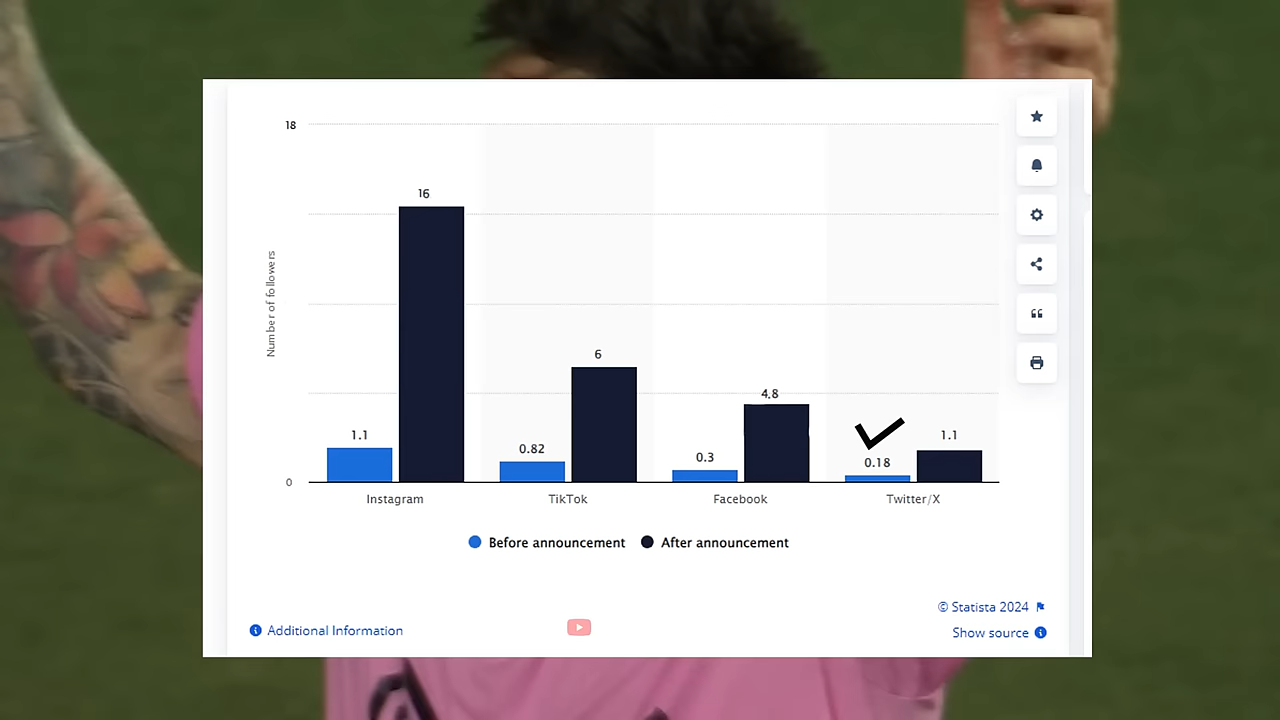 18
16
6
4.8
1.1
0.82
0.3
0.18
1.1
0
Number of followers
Instagram
TikTok
Facebook
Twitter/X
Before announcement
After announcement
© Statista 2024
Additional Information
Show source